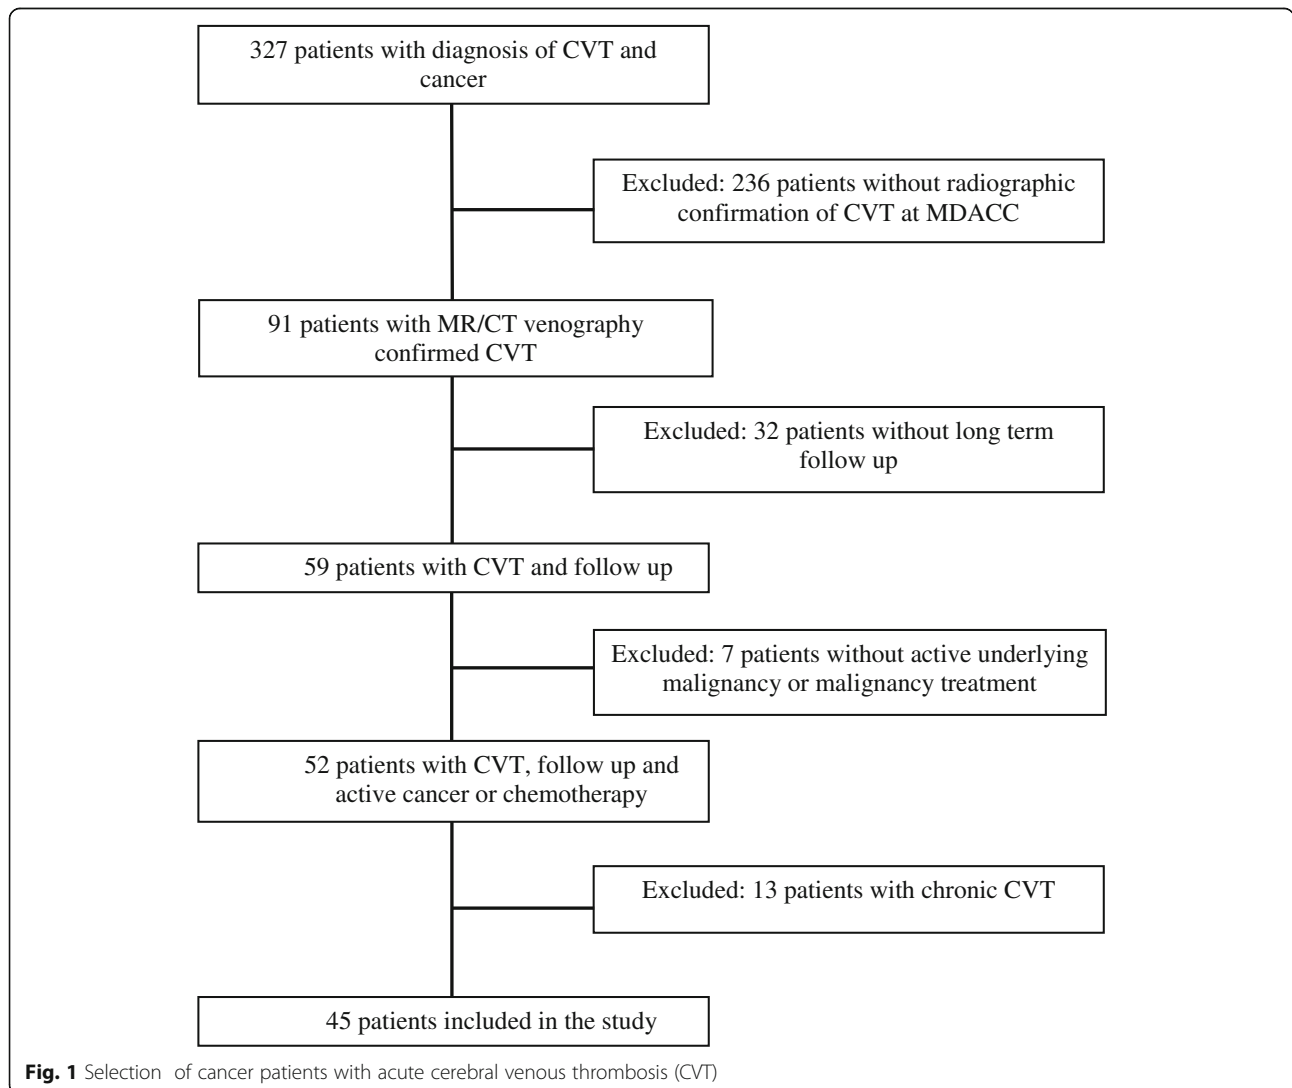 327 patients with diagnosis of CVT and
cancer
Excluded: 236 patients without radiographic
confirmation of CVT at MDACC
91 patients with MR/CT venography
confirmed CVT
Excluded: 32 patients without long term
follow up
59 patients with CVT and follow up
Excluded: 7 patients without active underlying
malignancy or malignancy treatment
52 patients with CVT, follow up and
active cancer or chemotherapy
Excluded: 13 patients with chronic CVT
45 patients included in the study
Fig. 1 Selection of cancer patients with acute cerebral venous thrombosis (CVT)